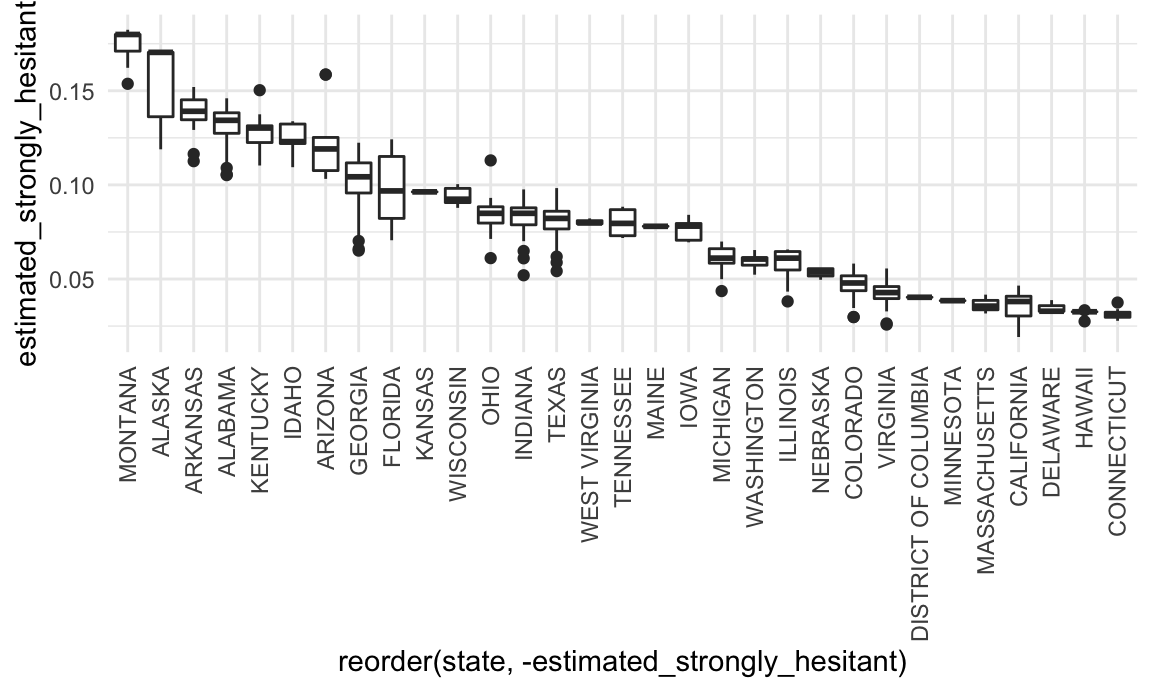 estimated_strongly_hesitant
0.15
0.10
0.05
MONTANA
ALASKA
ARKANSAS
ALABAMA
KENTUCKY
IDAHO
ARIZONA
GEORGIA
FLORIDA
KANSAS
WISCONSIN
OHIO
INDIANA
TEXAS
WEST VIRGINIA
TENNESSEE
MAINE
IOWA
MICHIGAN
WASHINGTON
ILLINOIS
NEBRASKA
COLORADO
VIRGINIA
DISTRICT OF COLUMBIA
MINNESOTA
MASSACHUSETTS
CALIFORNIA
DELAWARE
HAWAII
CONNECTICUT
reorder(state, -estimated_strongly_hesitant)